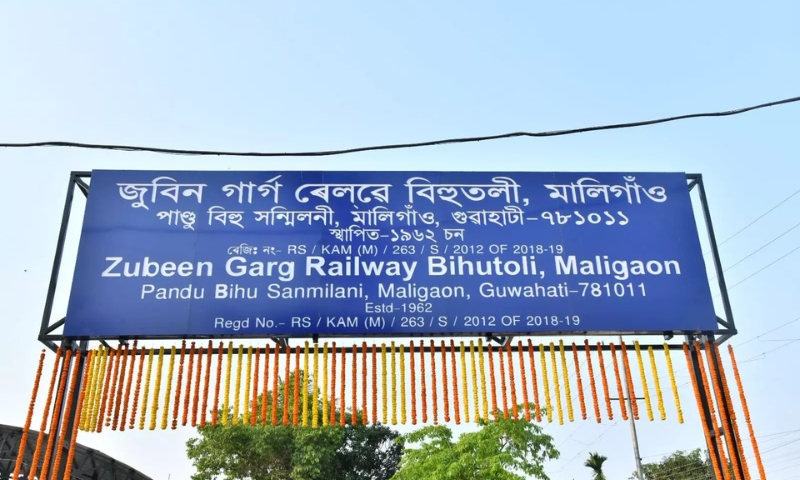 জুবিন গাৰ্গ ৰেলৱে বিহুতলী, মালিগাঁও
পাণ্ডু বিহু সন্মিলনী, মালিগাঁও, গুৱাহাটী-৭৮১০১১
স্থাপিত-১৯৬২ চন
ৰেজিঃ নং- RS / KAM (M) / 263 / S / 2012 OF 2018-19
Zubeen Garg Railway Bihutoli, Maligaon
Pandu Bihu Sanmilani, Maligaon, Guwahati-781011
Estd-1962
Regd No.- RS / KAM (M) / 263 / S / 2012 OF 2018-19